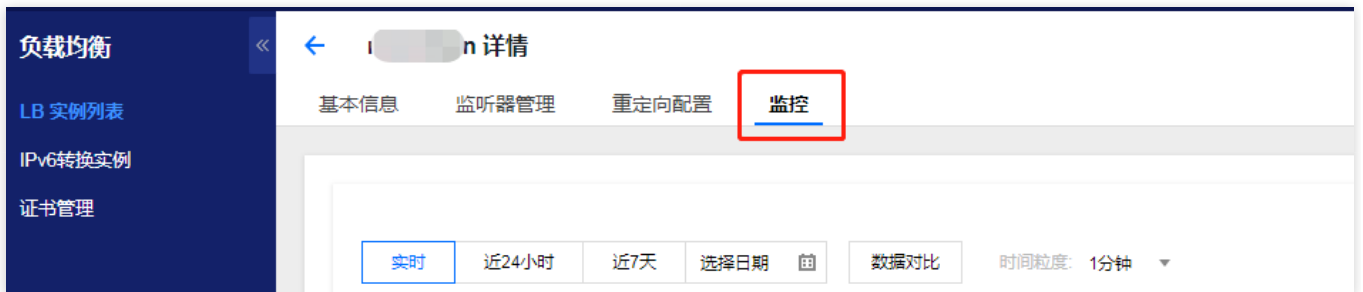 负载均衡
n 详情
LB 实例列表
基本信息 监听器管理 重定向配置 监控
IPv6转换实例
证书管理
实时 近24小时 近7天 选择日期 数据对比 时间粒度: 1分钟